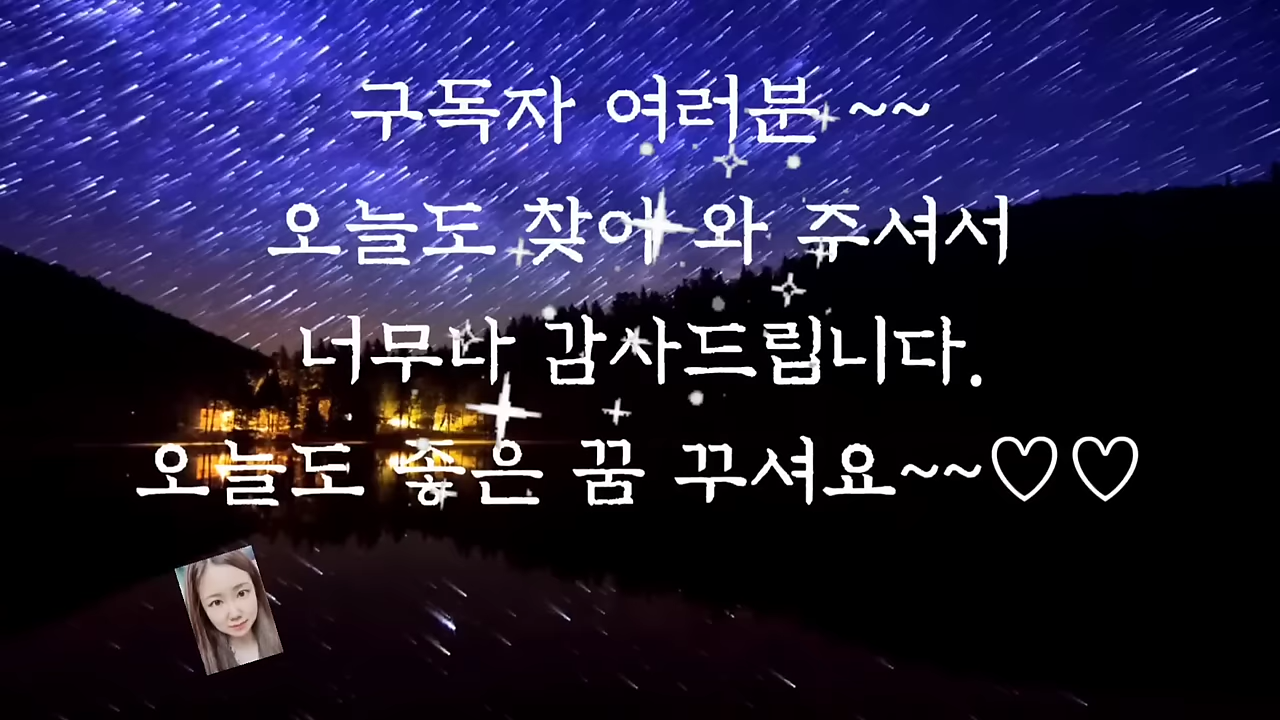 구독자 여러분 ~~
오늘도 찾어 와 주셔서
너무나 감사드립니다.
오늘도 좋은 꿈 꾸셔요~~♡♡